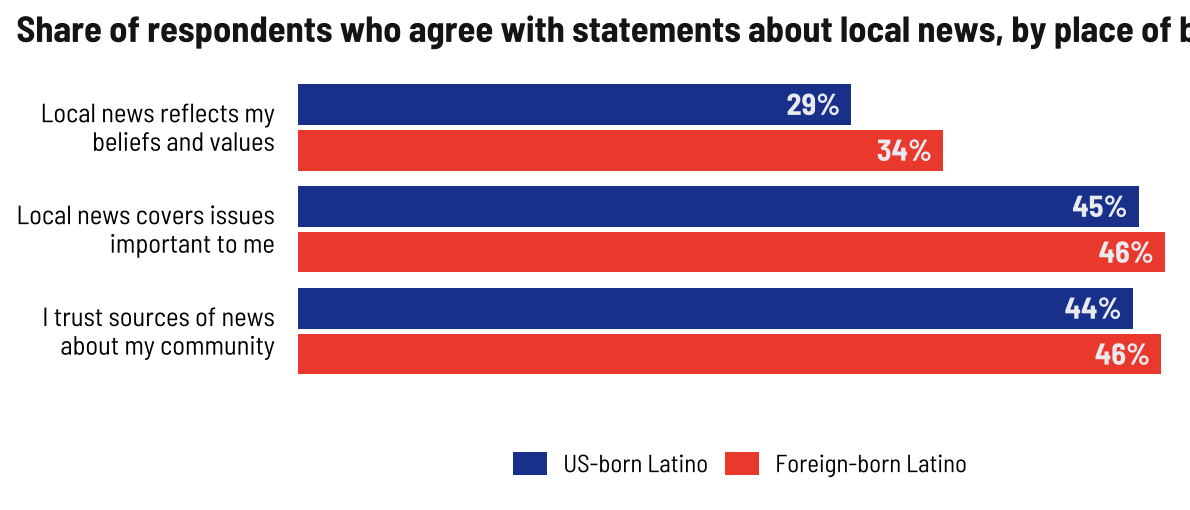 Share of respondents who agree with statements about local news, by place of
Local news reflects my
beliefs and values
29%
34%
Local news covers issues
important to me
45%
46%
I trust sources of news
about my community
44%
46%
US-born Latino
Foreign-born Latino